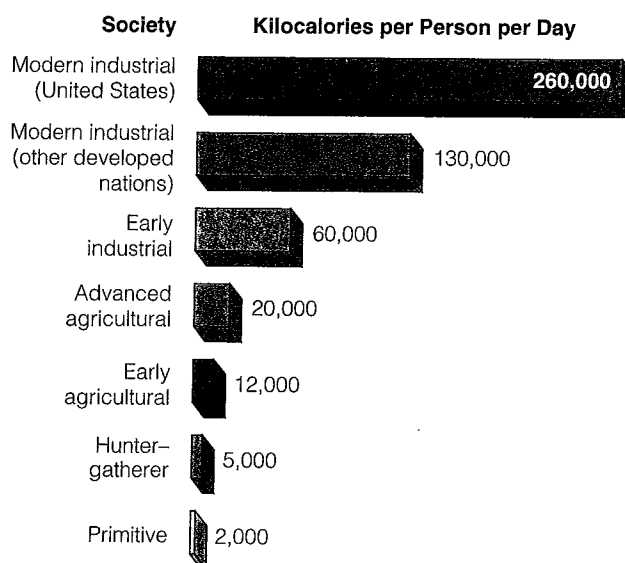 Society Kilocalories per Person per Day
Modern industrial
(United States)
260,000
Modern industrial
(other developed
nations)
130,000
Early
industrial
60,000
Advanced
agricultural
20,000
Early
agricultural
12,000
Hunter–
gatherer
5,000
Primitive
2,000